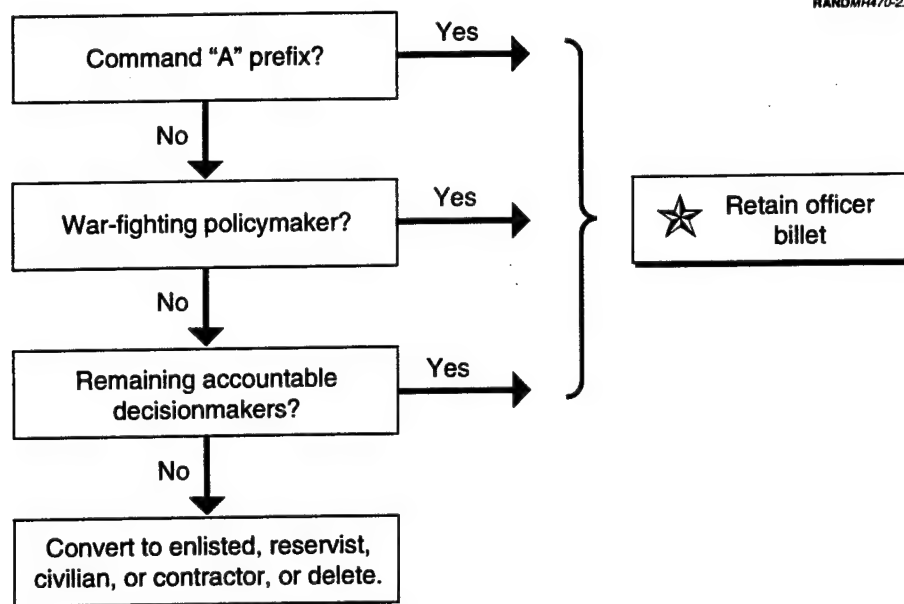 Command “A” prefix?
Yes
No
War-fighting policymaker?
Yes
Retain officer
billet
No
Remaining accountable
decisionmakers?
Yes
No
Convert to enlisted, reservist,
civilian, or contractor, or delete.